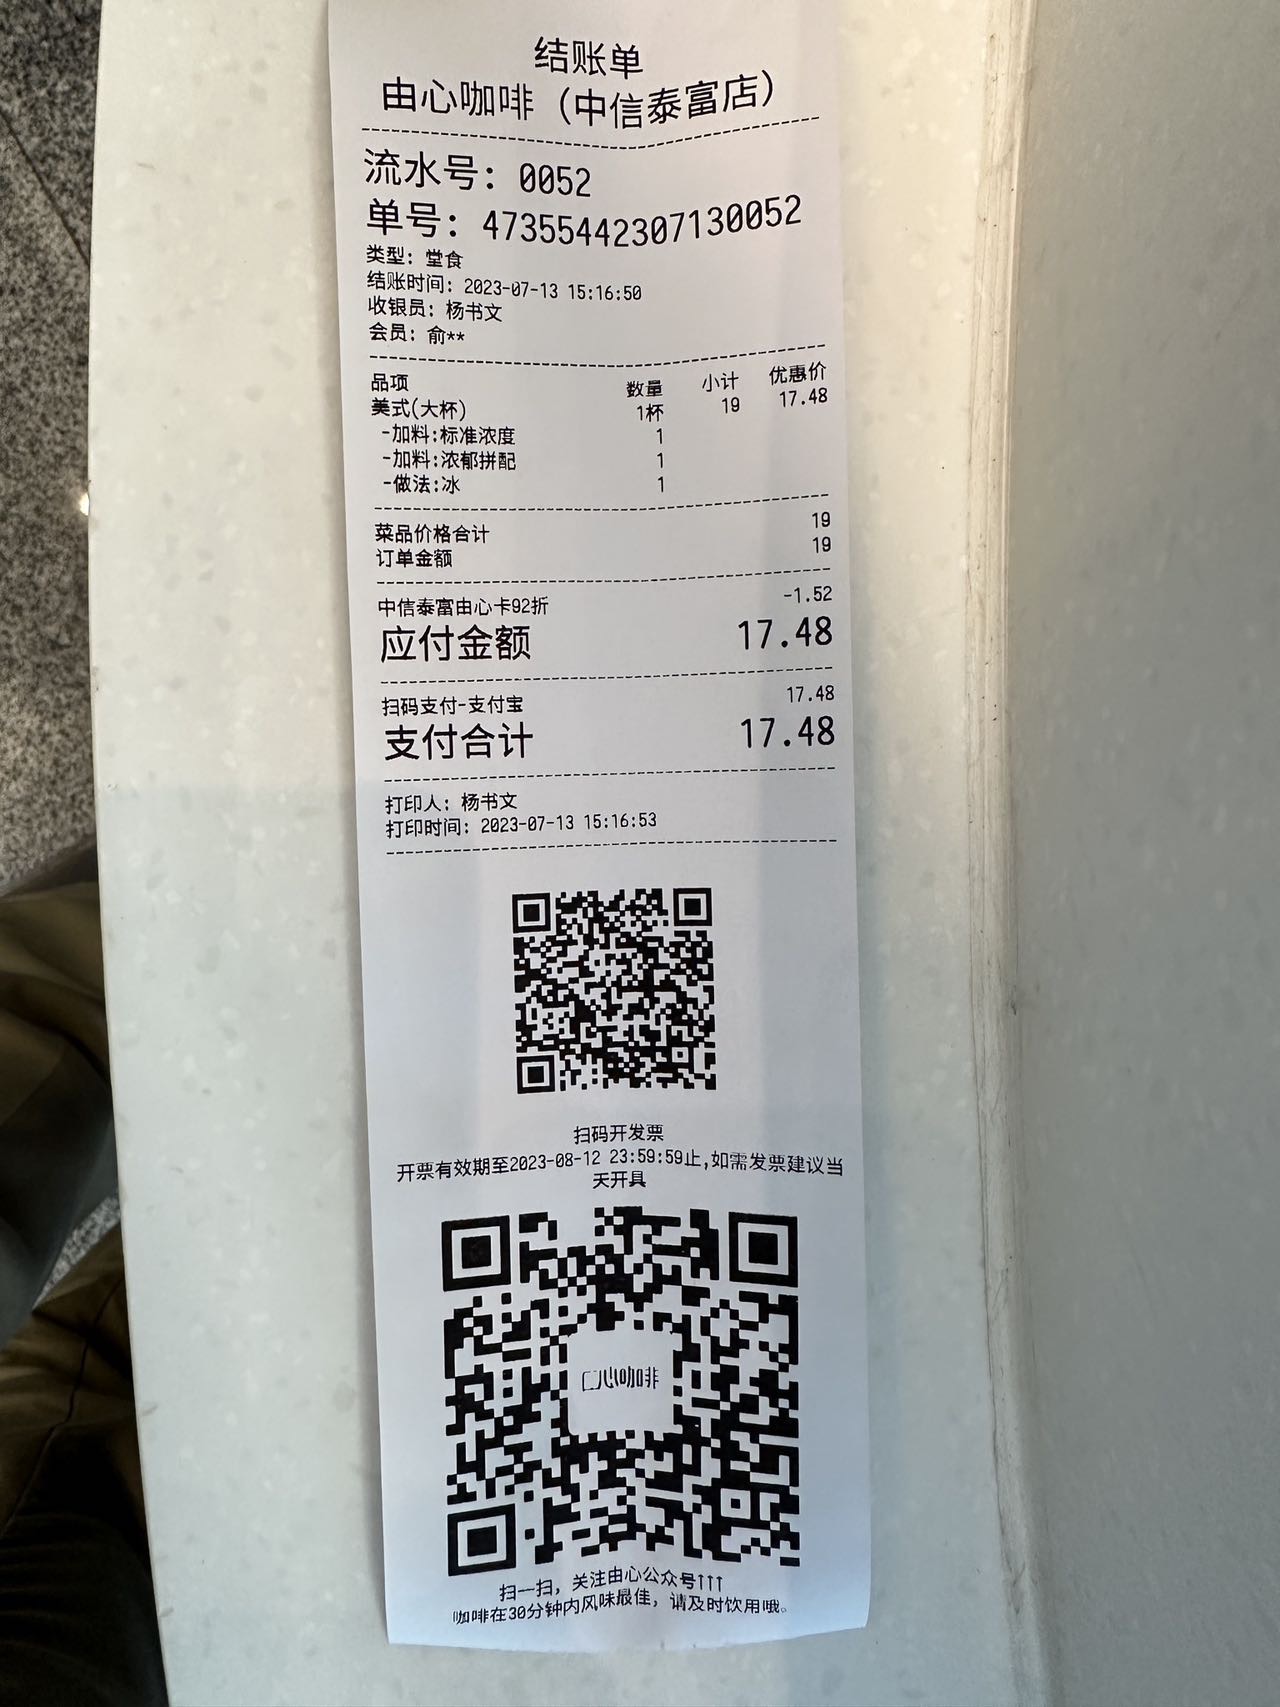 结账单
由心咖啡（中信泰富店）
流水号: 0052
单号: 47355442307130052
类型: 堂食
结账时间: 2023-07-13 15:16:50
收银员: 杨书文
会员: 俞**
品项 数量 小计 优惠价
美式(大杯) 1杯 19 17.48
-加料:标准浓度 1
-加料:浓郁拼配 1
-做法:冰 1
菜品价格合计 19
订单金额 19
中信泰富由心卡92折 -1.52
应付金额 17.48
扫码支付-支付宝 17.48
支付合计 17.48
打印人: 杨书文
打印时间: 2023-07-13 15:16:53
扫码开发票
开票有效期至2023-08-12 23:59:59止,如需发票建议当
天开具
心咖啡
扫一扫，关注由心公众号↑↑↑
咖啡在30分钟内风味最佳，请及时饮用哦。